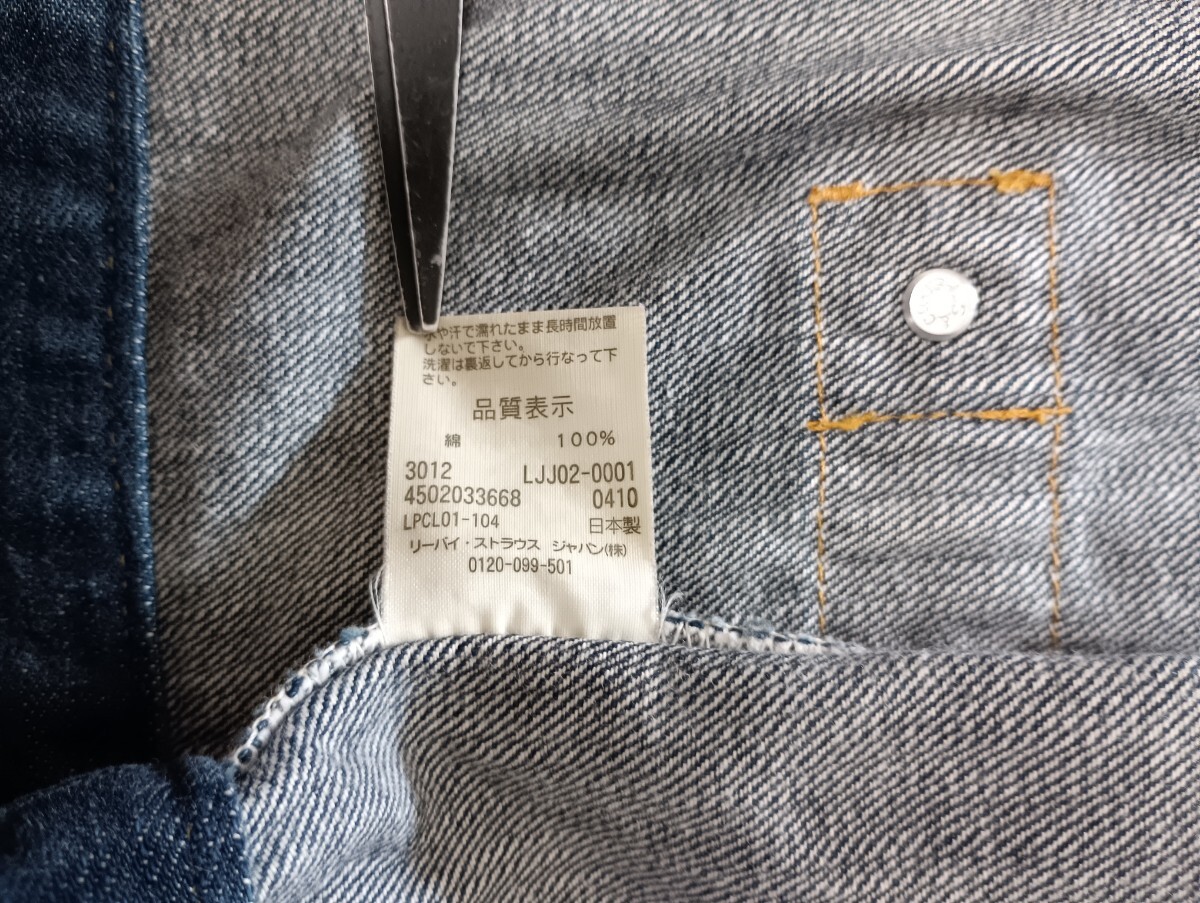 水や汗で濡れたまま長時間放置
しないで下さい。
洗濯は裏返してから行なって下
さい。
品質表示
綿 100%
3012 LJJ02-0001
4502033668 0410
LPCL01-104 日本製
リーバイ・ストラウス ジャパン(株)
0120-099-501